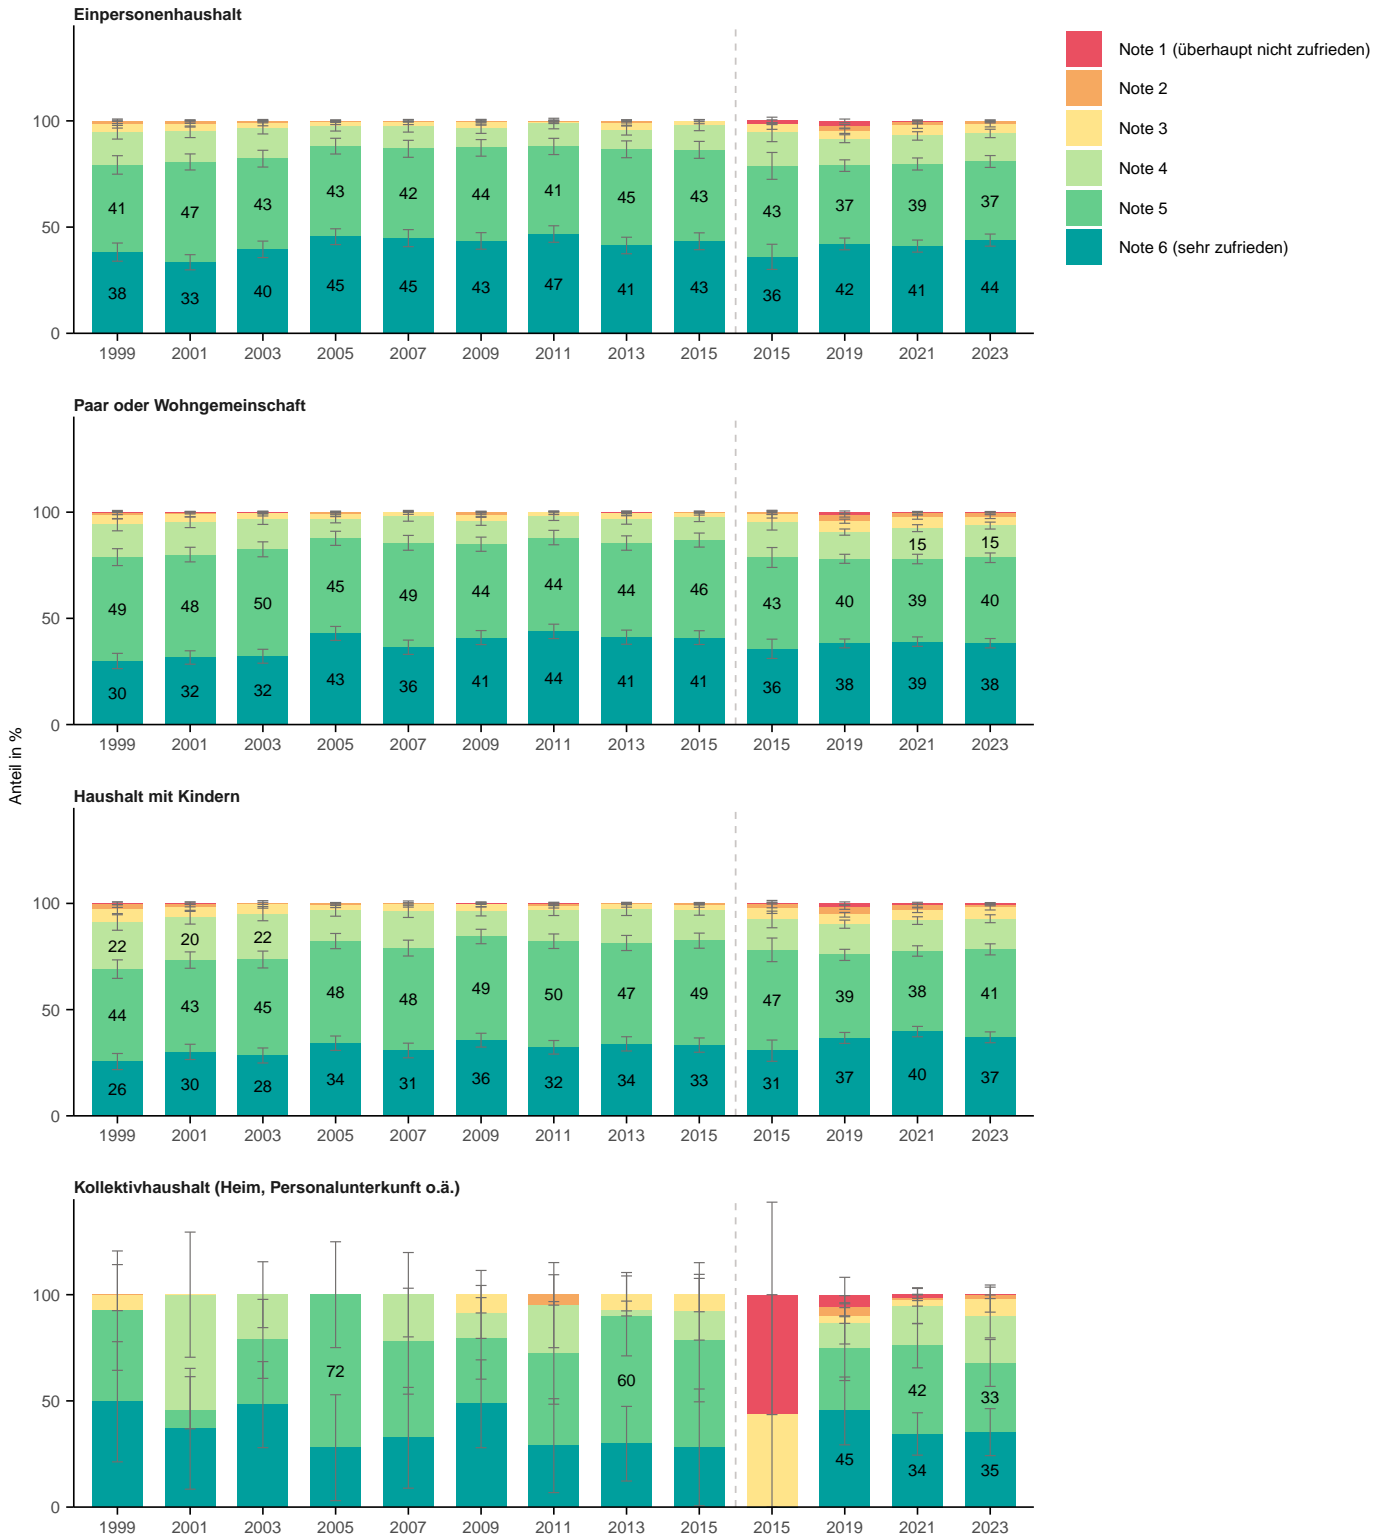 Einpersonenhaushalt
Note 1 (überhaupt nicht zufrieden)
Note 2
Note 3
Note 4
Note 5
Note 6 (sehr zufrieden)
100
50
0
41 47 43 43 42 44 41 45 43 43 37 39 37
38 33 40 45 45 43 47 41 43 36 42 41 44
1999 2001 2003 2005 2007 2009 2011 2013 2015 2015 2019 2021 2023
Paar oder Wohngemeinschaft
100
50
0
15 15
49 48 50 45 49 44 44 44 46 43 40 39 40
30 32 32 43 36 41 44 41 41 36 38 39 38
1999 2001 2003 2005 2007 2009 2011 2013 2015 2015 2019 2021 2023
Anteil in %
Haushalt mit Kindern
100
50
0
22 20 22
44 43 45 48 48 49 50 47 49 47 39 38 41
26 30 28 34 31 36 32 34 33 31 37 40 37
1999 2001 2003 2005 2007 2009 2011 2013 2015 2015 2019 2021 2023
Kollektivhaushalt (Heim, Personalunterkunft o.ä.)
100
50
0
72 60 42 33
45 34 35
1999 2001 2003 2005 2007 2009 2011 2013 2015 2015 2019 2021 2023